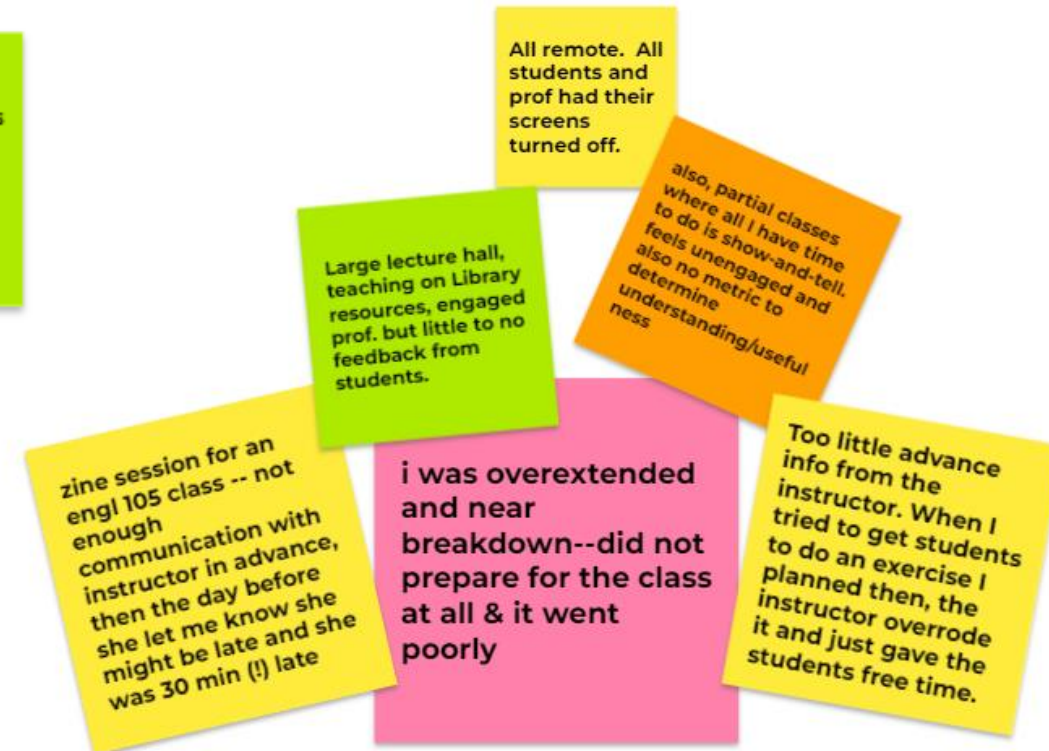 All remote.  All
students and
prof had their
screens
turned off.
also, partial classes
where all I have time
to do is show-and-tell.
feels unengaged and
also no metric to
determine
understanding/useful
ness
Large lecture hall,
teaching on Library
resources, engaged
prof. but little to no
feedback from
students.
zine session for an
engl 105 class -- not
enough
communication with
instructor in advance,
then the day before
she let me know she
might be late and she
was 30 min (!) late
i was overextended
and near
breakdown--did not
prepare for the class
at all & it went
poorly
Too little advance
info from the
instructor. When I
tried to get students
to do an exercise I
planned then, the
instructor overrode
it and just gave the
students free time.